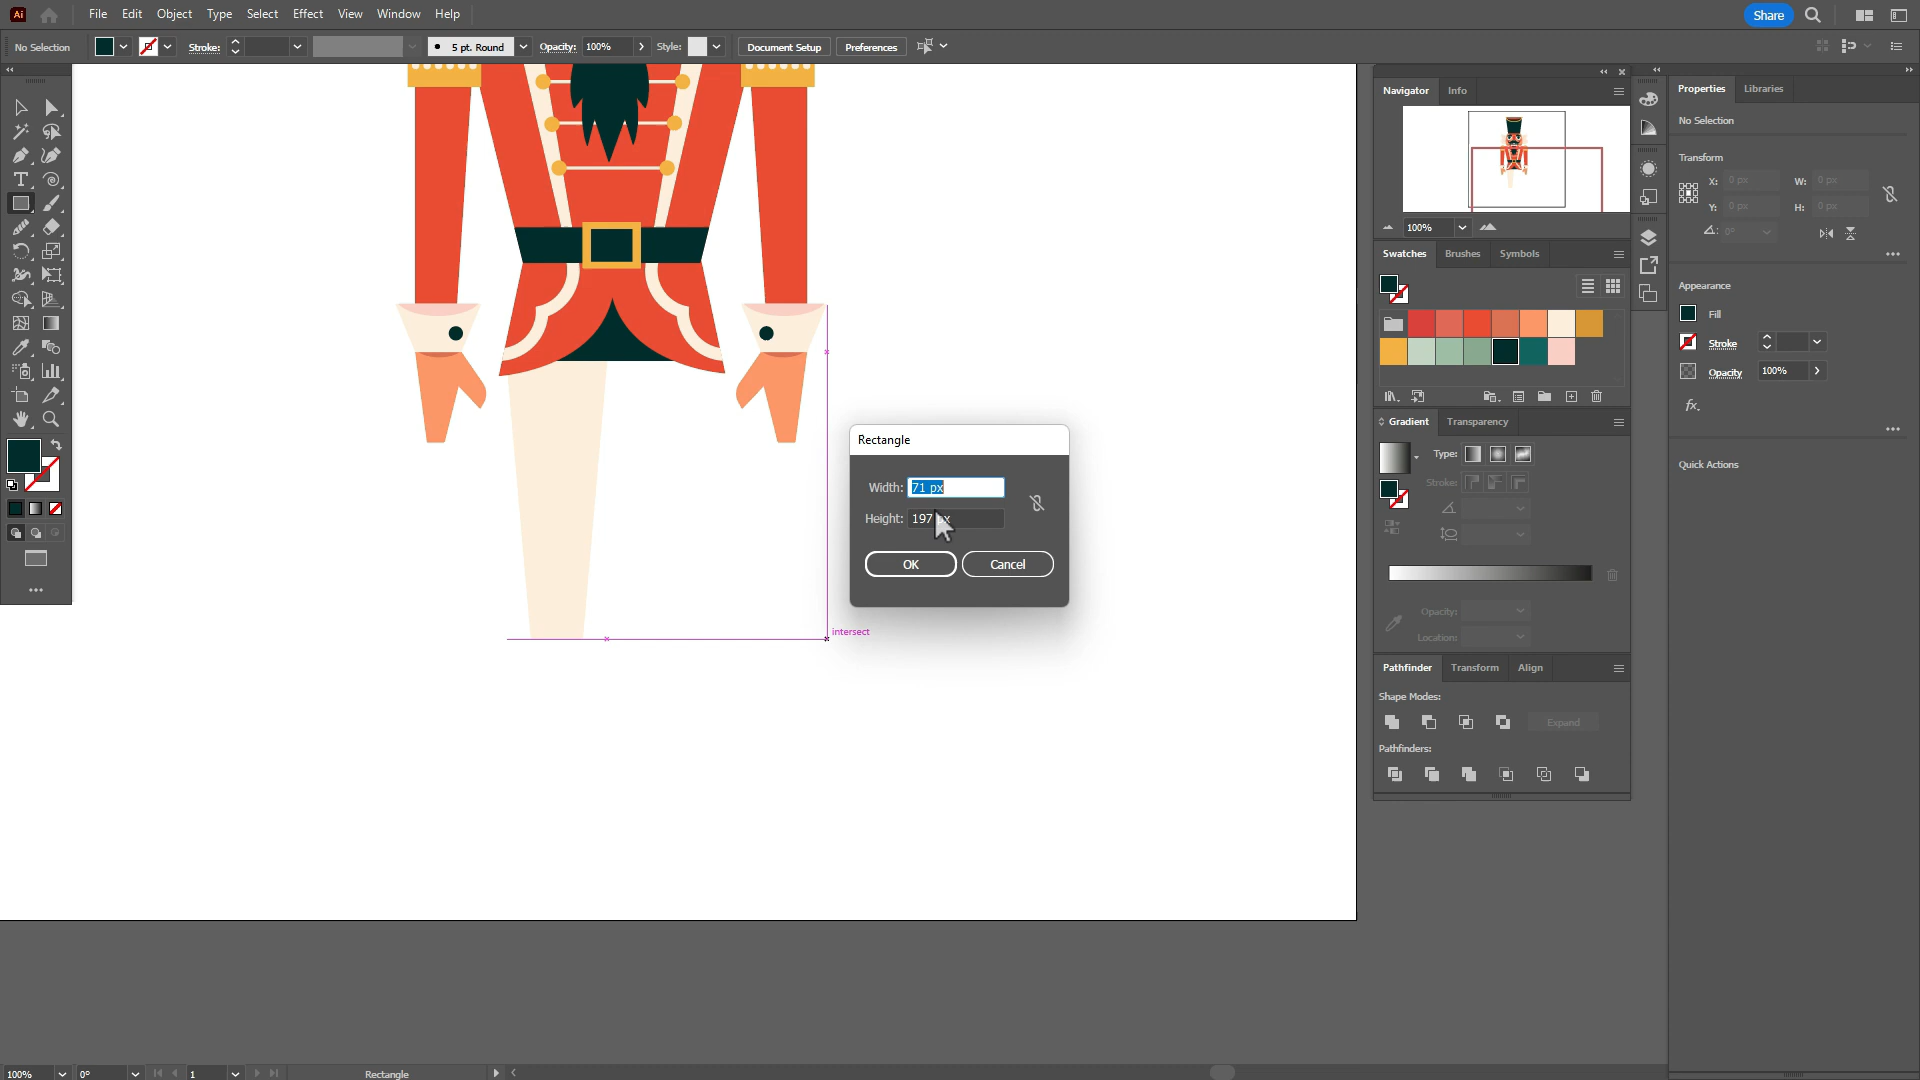 Ai File Edit Object Type Select Effect View Window Help Share
No Selection Stroke: 5 pt. Round Opacity: 100% Style: Document Setup Preferences
Navigator Info
100%
Swatches Brushes Symbols
Gradient Transparency
Type:
Stroke:
Opacity:
Location:
Pathfinder Transform Align
Shape Modes:
Expand
Pathfinders:
Properties Libraries
No Selection
Transform
X: 0 px W: 0 px
Y: 0 px H: 0 px
0°
Appearance
Fill
Stroke
Opacity 100%
fx.
Quick Actions
Rectangle
Width: 71 px
Height: 197 px
OK Cancel
intersect
100% 0° 1 Rectangle